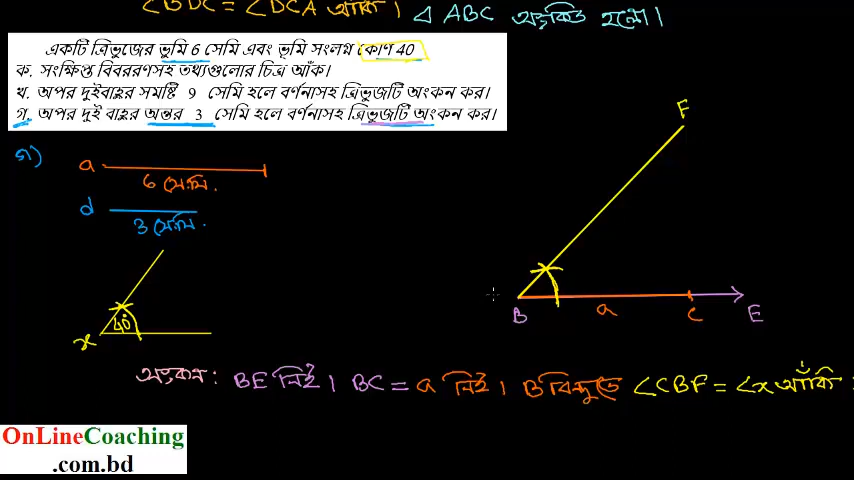 ∠BDC = ∠DCA আঁকি।
Δ ABC অংকিত হলো।
একটি ত্রিভুজের ভুমি 6 সেমি এবং ভূমি সংলগ্ন কোণ 40
ক. সংক্ষিপ্ত বিবররণসহ তথ্যগুলোর চিত্র আঁক।
খ. অপর দুইবাহুর সমষ্টি 9 সেমি হলে বর্ণনাসহ ত্রিভুজটি অংকন কর।
গ. অপর দুই বাহুর অন্তর 3 সেমি হলে বর্ণনাসহ ত্রিভুজটি অংকন কর।
গ)
a
6 সেমি.
d
3 সেমি.
40°
x
F
B
a
C
E
অংকন: BE নিই। BC = a নিই। B বিন্দুতে ∠CBF = ∠x আঁকি
OnLineCoaching
.com.bd